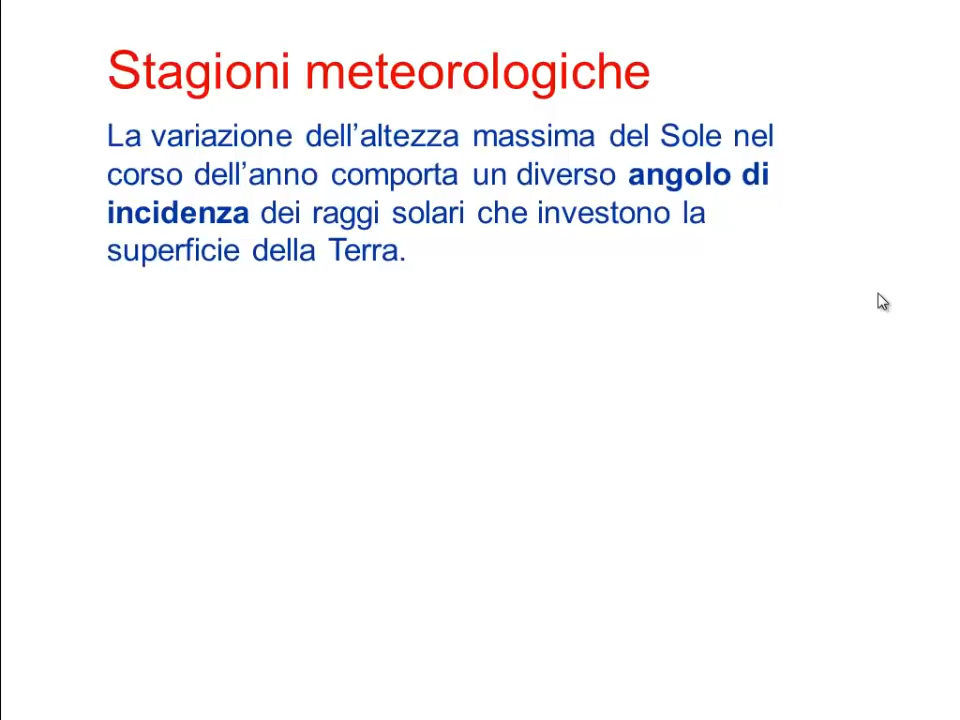 Stagioni meteorologiche
La variazione dell’altezza massima del Sole nel
corso dell’anno comporta un diverso angolo di
incidenza dei raggi solari che investono la
superficie della Terra.